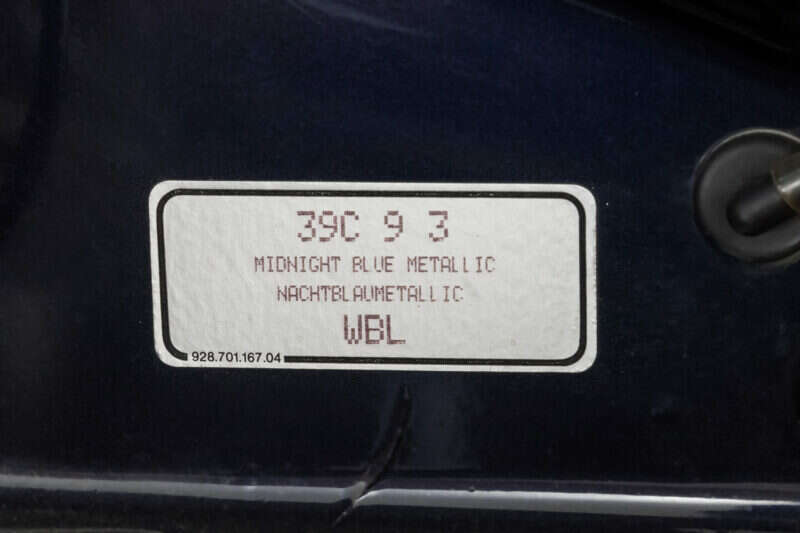 39C 9 3
MIDNIGHT BLUE METALLIC
NACHTBLAUMETALLIC
WBL
928.701.167.04